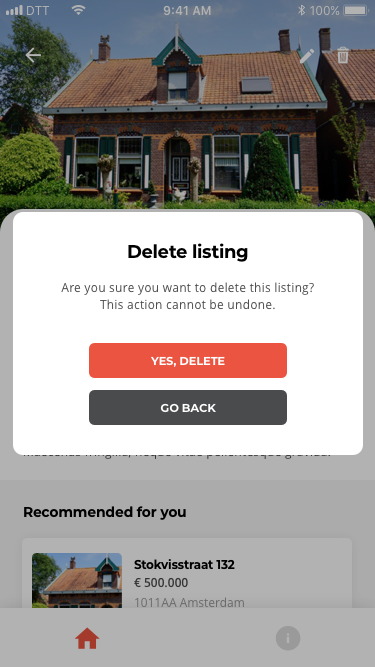 DTT 9:41 AM 100%
Delete listing
Are you sure you want to delete this listing?
This action cannot be undone.
YES, DELETE
GO BACK
Recommended for you
Stokvisstraat 132
€ 500.000
1011AA Amsterdam